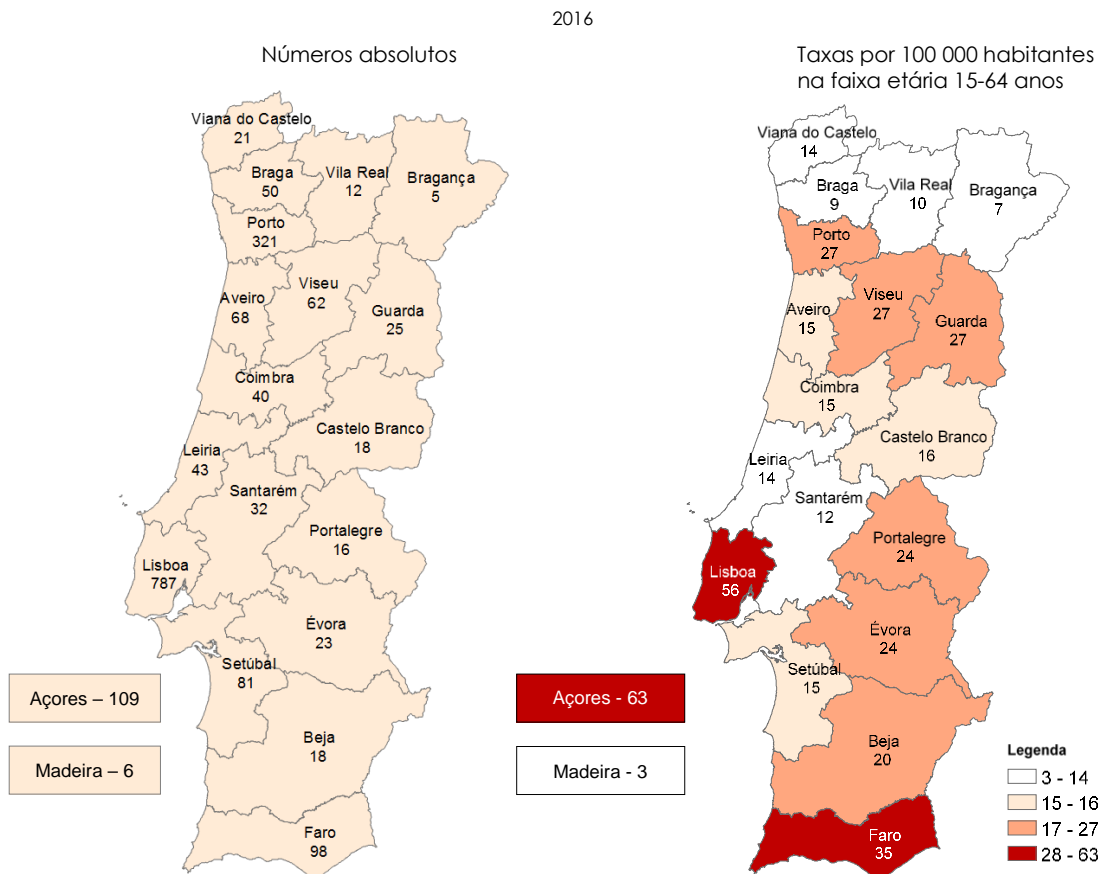 2016
Números absolutos
Viana do Castelo
21
Braga
50
Vila Real
12
Bragança
5
Porto
321
Aveiro
68
Viseu
62
Guarda
25
Coimbra
40
Castelo Branco
18
Leiria
43
Santarém
32
Portalegre
16
Lisboa
787
Évora
23
Setúbal
81
Beja
18
Faro
98
Açores – 109
Madeira – 6
Taxas por 100 000 habitantes
na faixa etária 15-64 anos
Viana do Castelo
14
Braga
9
Vila Real
10
Bragança
7
Porto
27
Aveiro
15
Viseu
27
Guarda
27
Coimbra
15
Castelo Branco
16
Leiria
14
Santarém
12
Portalegre
24
Lisboa
56
Évora
24
Setúbal
15
Beja
20
Faro
35
Açores - 63
Madeira - 3
Legenda
3 - 14
15 - 16
17 - 27
28 - 63